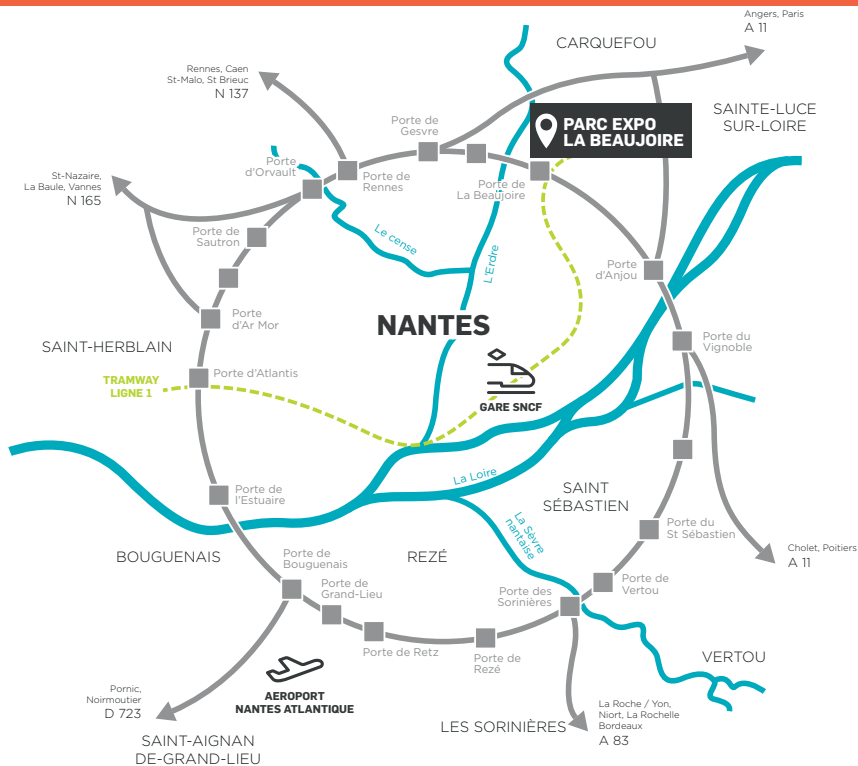 Angers, Paris
A 11
CARQUEFOU
Rennes, Caen
St-Malo, St Brieuc
N 137
SAINTE-LUCE
SUR-LOIRE
Porte de
Gesvre
PARC EXPO
LA BEAUJOIRE
Porte
d'Orvault
Porte de
Rennes
Porte de
La Beaujoire
St-Nazaire,
La Baule, Vannes
N 165
Porte de
Sautron
Le cense
L'Erdre
Porte
d'Anjou
Porte
d'Ar Mor
NANTES
Porte du
Vignoble
SAINT-HERBLAIN
TRAMWAY
LIGNE 1
Porte d'Atlantis
GARE SNCF
La Loire
Porte de
l'Estuaire
SAINT
SÉBASTIEN
La Sèvre
nantaise
Porte du
St Sébastien
BOUGUENAIS
Porte de
Bouguenais
REZÉ
Cholet, Poitiers
A 11
Porte de
Grand-Lieu
Porte des
Sorinières
Porte de
Vertou
Porte de Retz
Porte de
Rezé
VERTOU
Pornic,
Noirmoutier
D 723
AEROPORT
NANTES ATLANTIQUE
La Roche / Yon,
Niort, La Rochelle
Bordeaux
A 83
LES SORINIÈRES
SAINT-AIGNAN
DE-GRAND-LIEU